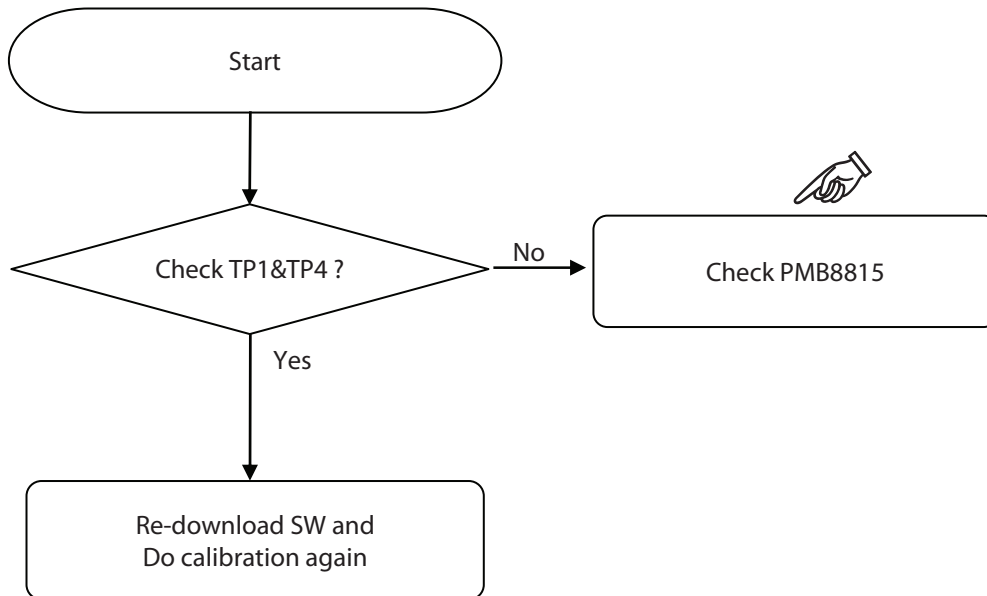 Start
Check TP1&TP4 ?
No
Check PMB8815
Yes
Re-download SW and
Do calibration again